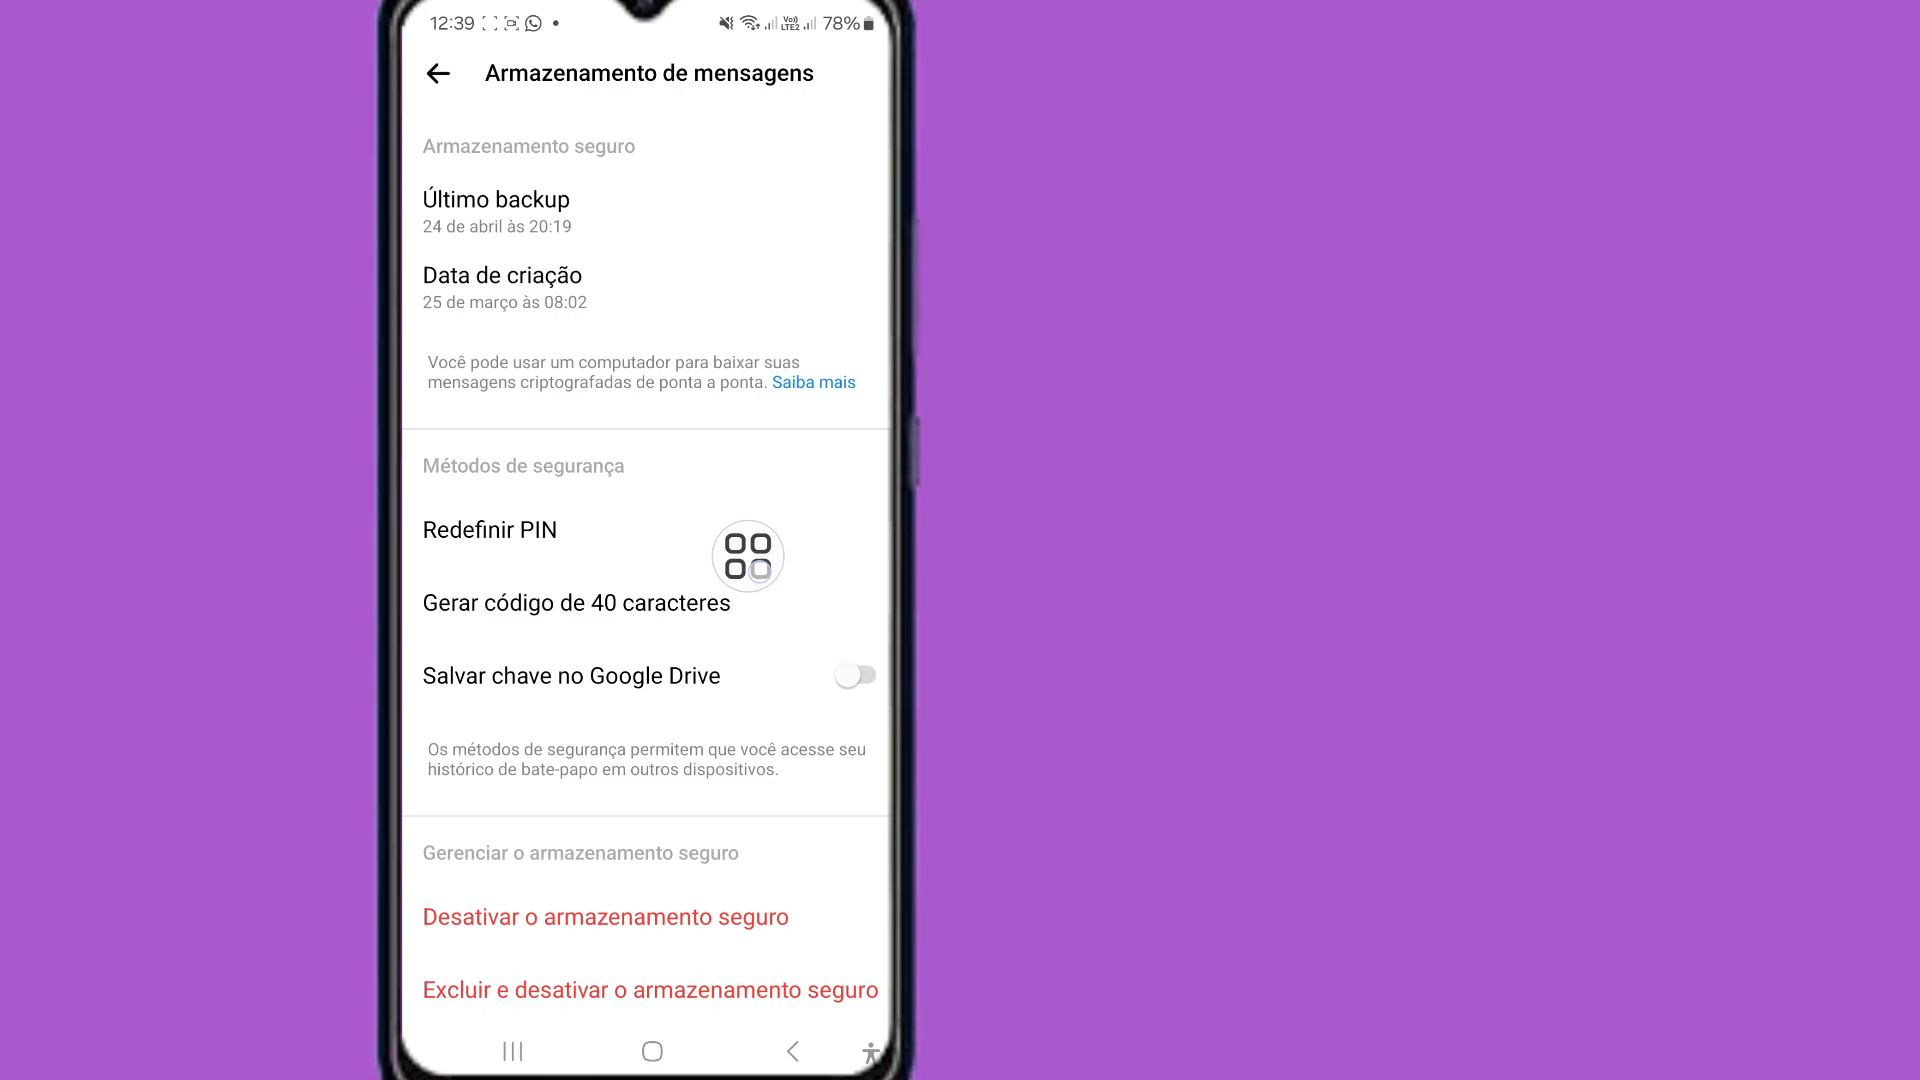 12:39 Vo)) LTE2 78%
Armazenamento de mensagens
Armazenamento seguro
Último backup
24 de abril às 20:19
Data de criação
25 de março às 08:02
Você pode usar um computador para baixar suas
mensagens criptografadas de ponta a ponta. Saiba mais
Métodos de segurança
Redefinir PIN
Gerar código de 40 caracteres
Salvar chave no Google Drive
Os métodos de segurança permitem que você acesse seu
histórico de bate-papo em outros dispositivos.
Gerenciar o armazenamento seguro
Desativar o armazenamento seguro
Excluir e desativar o armazenamento seguro